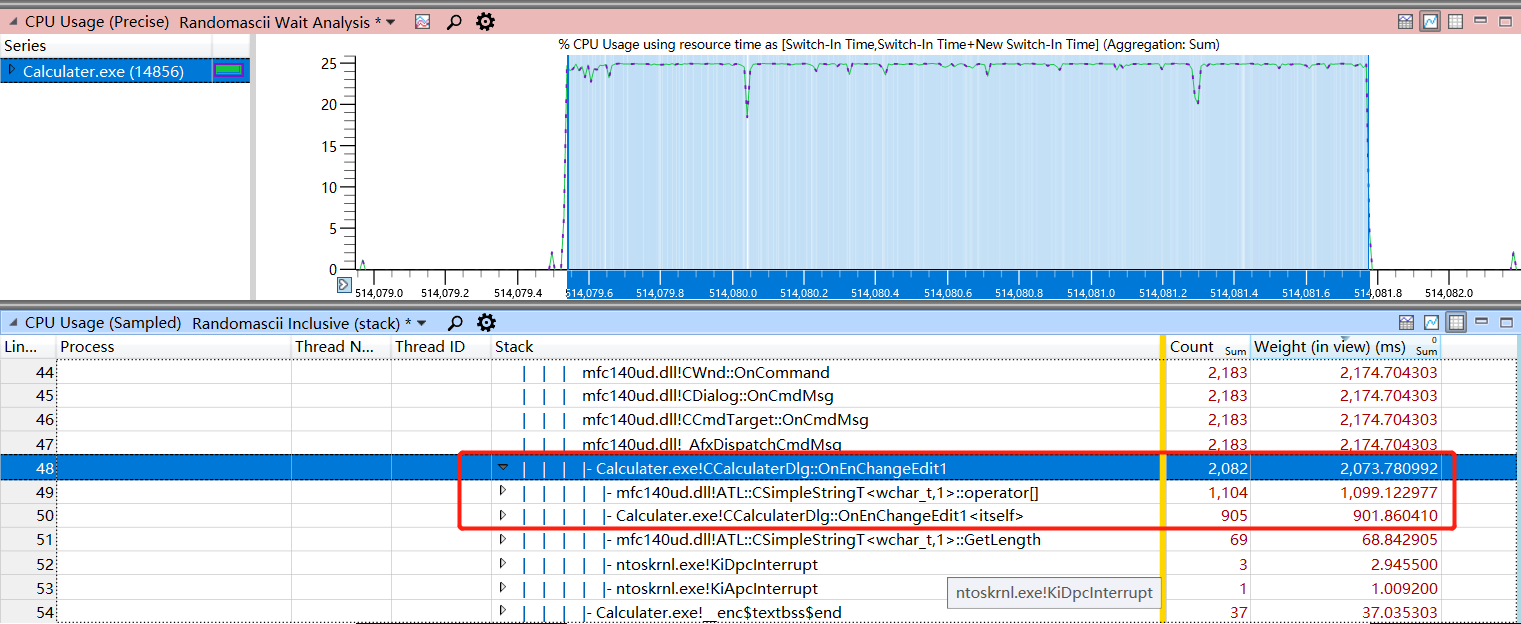 CPU Usage (Precise) Randomascii Wait Analysis *
Series
Calculater.exe (14856)
% CPU Usage using resource time as [Switch-In Time,Switch-In Time+New Switch-In Time] (Aggregation: Sum)
25
20
15
10
5
0
514,079.0 514,079.2 514,079.4 514,079.6 514,079.8 514,080.0 514,080.2 514,080.4 514,080.6 514,080.8 514,081.0 514,081.2 514,081.4 514,081.6 514,081.8 514,082.0
CPU Usage (Sampled) Randomascii Inclusive (stack) *
Lin... Process Thread N... Thread ID Stack Count Sum Weight (in view) (ms) 0 Sum
44 | | | mfc140ud.dll!CWnd::OnCommand 2,183 2,174.704303
45 | | | mfc140ud.dll!CDialog::OnCmdMsg 2,183 2,174.704303
46 | | | mfc140ud.dll!CCmdTarget::OnCmdMsg 2,183 2,174.704303
47 | | | mfc140ud.dll!_AfxDispatchCmdMsg 2,183 2,174.704303
48 | | | |- Calculater.exe!CCalculaterDlg::OnEnChangeEdit1 2,082 2,073.780992
49 | | | | |- mfc140ud.dll!ATL::CSimpleStringT<wchar_t,1>::operator[] 1,104 1,099.122977
50 | | | | |- Calculater.exe!CCalculaterDlg::OnEnChangeEdit1<itself> 905 901.860410
51 | | | | |- mfc140ud.dll!ATL::CSimpleStringT<wchar_t,1>::GetLength 69 68.842905
52 | | | | |- ntoskrnl.exe!KiDpcInterrupt 3 2.945500
53 | | | | |- ntoskrnl.exe!KiApcInterrupt 1 1.009200
ntoskrnl.exe!KiDpcInterrupt
54 | | | |- Calculater.exe!__enc$textbss$end 37 37.035303